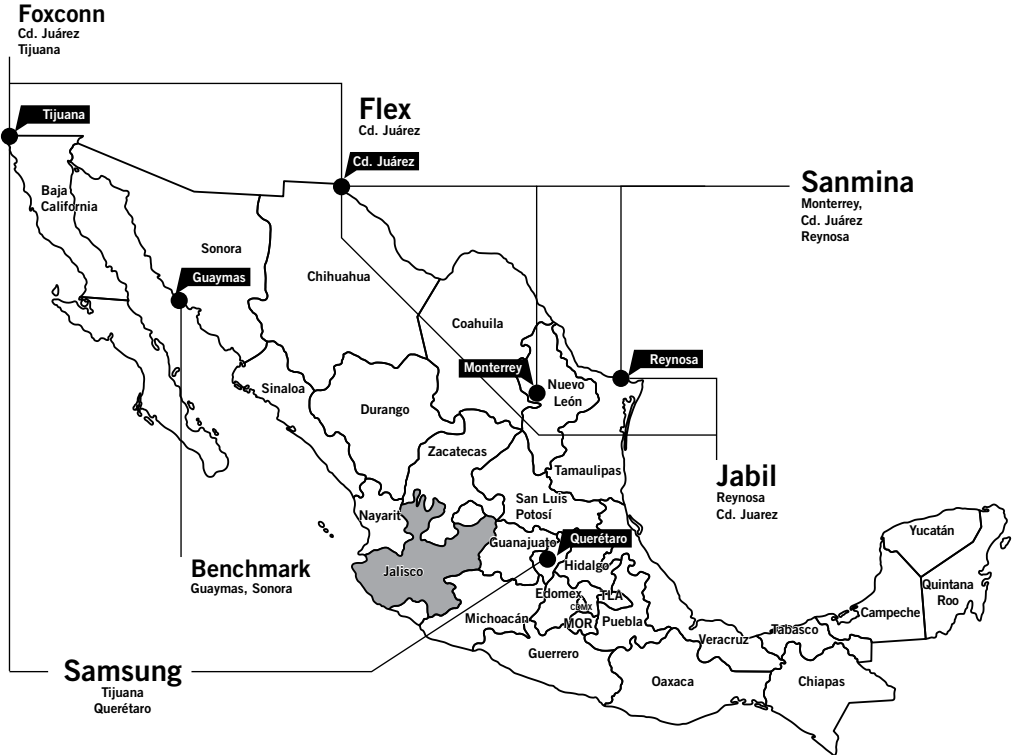 Foxconn
Cd. Juárez
Tijuana
Tijuana
Flex
Cd. Juárez
Cd. Juárez
Sanmina
Monterrey,
Cd. Juárez
Reynosa
Baja
California
Sonora
Guaymas
Chihuahua
Coahuila
Monterrey
Reynosa
Nuevo
León
Sinaloa
Durango
Zacatecas
Tamaulipas
Jabil
Reynosa
Cd. Juarez
San Luis
Potosí
Nayarit
Guanajuato
Querétaro
Hidalgo
Jalisco
Benchmark
Guaymas, Sonora
Edomex
TLA
CDMX
Michoacán
MOR
Puebla
Guerrero
Veracruz
Tabasco
Campeche
Yucatán
Quintana
Roo
Oaxaca
Chiapas
Samsung
Tijuana
Querétaro